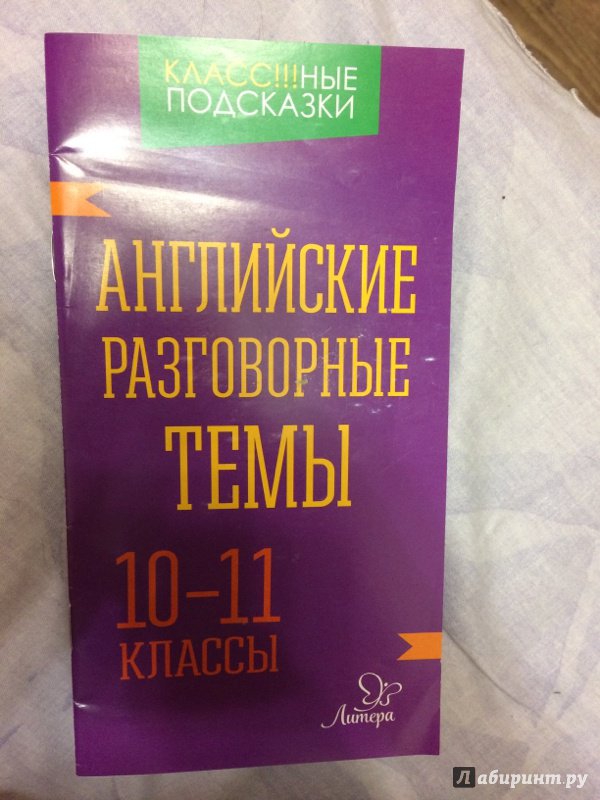 КЛАСС!!!НЫЕ
ПОДСКАЗКИ
АНГЛИЙСКИЕ
РАЗГОВОРНЫЕ
ТЕМЫ
10–11
КЛАССЫ
Литера
Лабиринт.ру